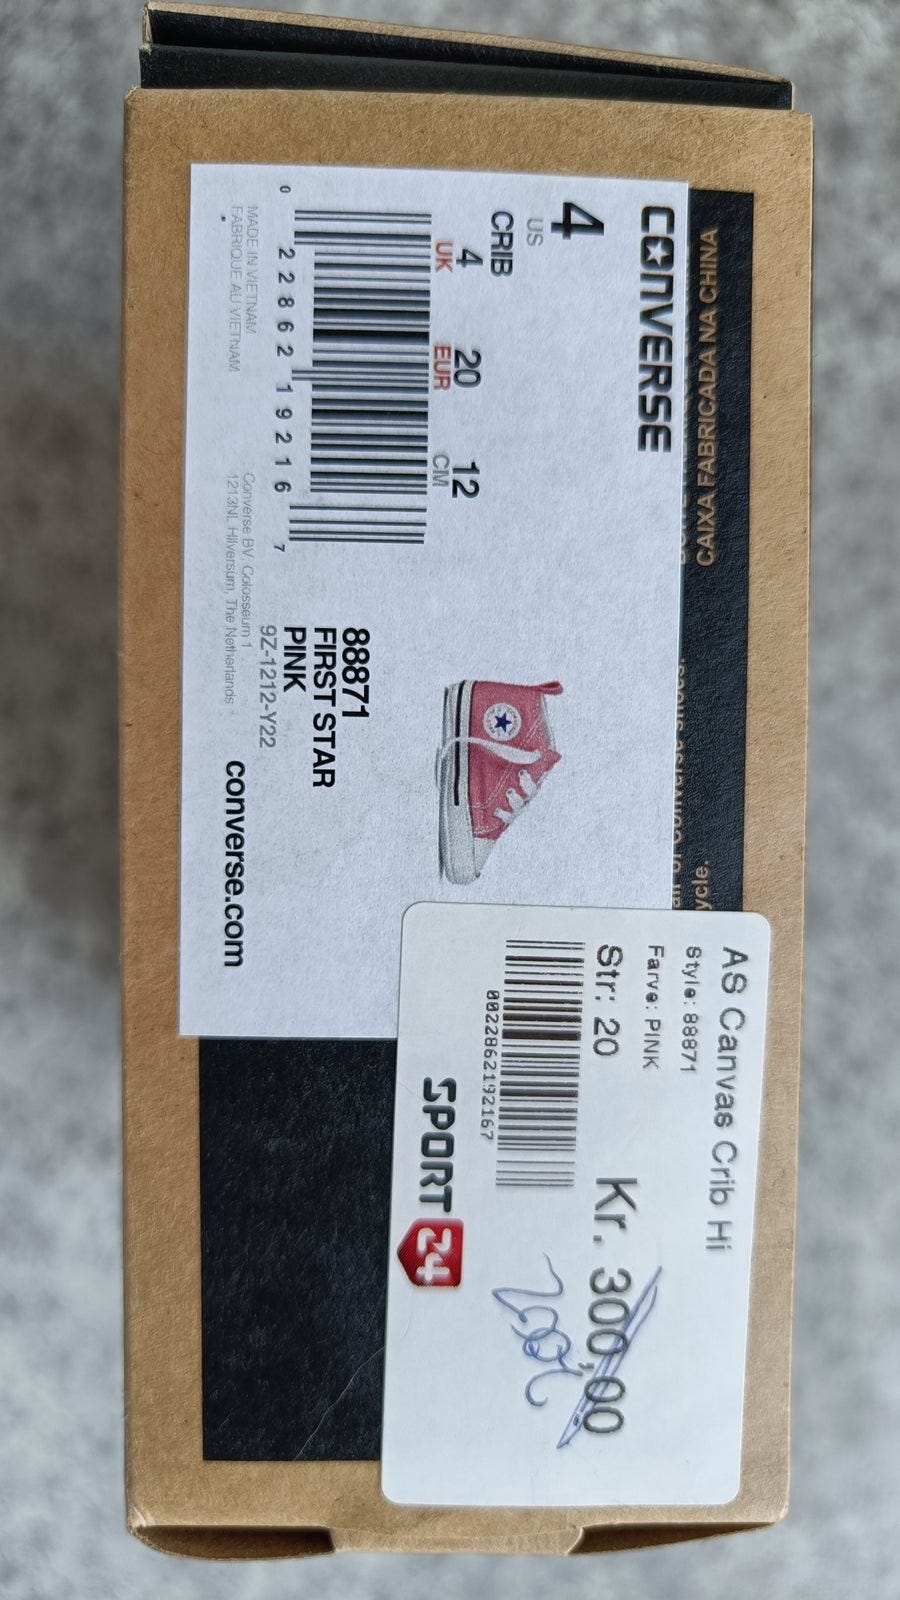 CONVERSE
4
US
CRIB
4 20 12
UK EUR CM
0 22862 19216 7
MADE IN VIETNAM
FABRIQUE AU VIETNAM
Converse BV. Colosseum 1
1213NL Hilversum, The Netherlands
88871
FIRST STAR
PINK
9Z-1212-Y22
converse.com
CAIXA FABRICADA NA CHINA
ycle.
AS Canvas Crib Hi
Style: 88871
Farve: PINK
Str: 20 Kr. 300,00
0022862192167
SPORT 24